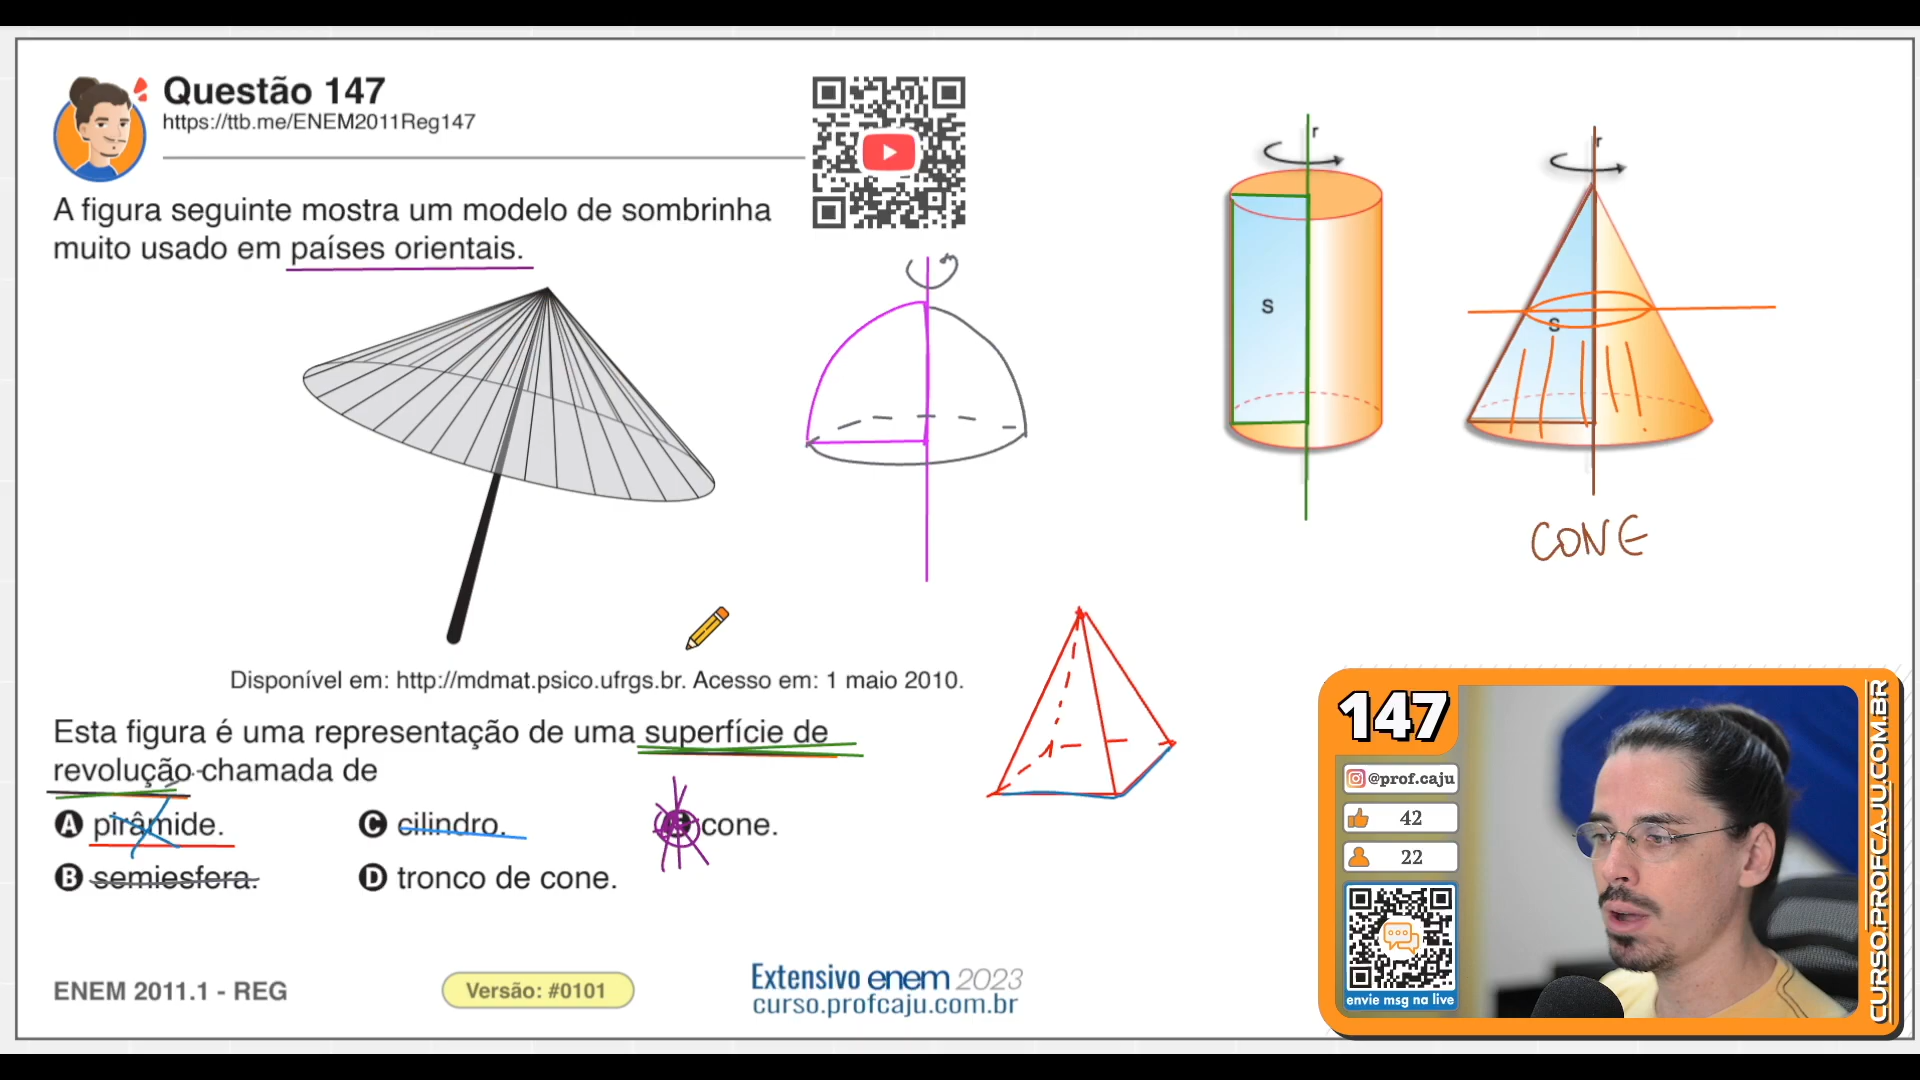 Questão 147
https://ttb.me/ENEM2011Reg147
A figura seguinte mostra um modelo de sombrinha
muito usado em países orientais.
r
r
S
S
CONE
Disponível em: http://mdmat.psico.ufrgs.br. Acesso em: 1 maio 2010.
Esta figura é uma representação de uma superfície de
revolução chamada de
A pirâmide.
C cilindro.
cone.
B semiesfera.
D tronco de cone.
ENEM 2011.1 - REG
Versão: #0101
Extensivo enem 2023
curso.profcaju.com.br
147
@prof.caju
42
22
envie msg na live
CURSO.PROFCAJU.COM.BR